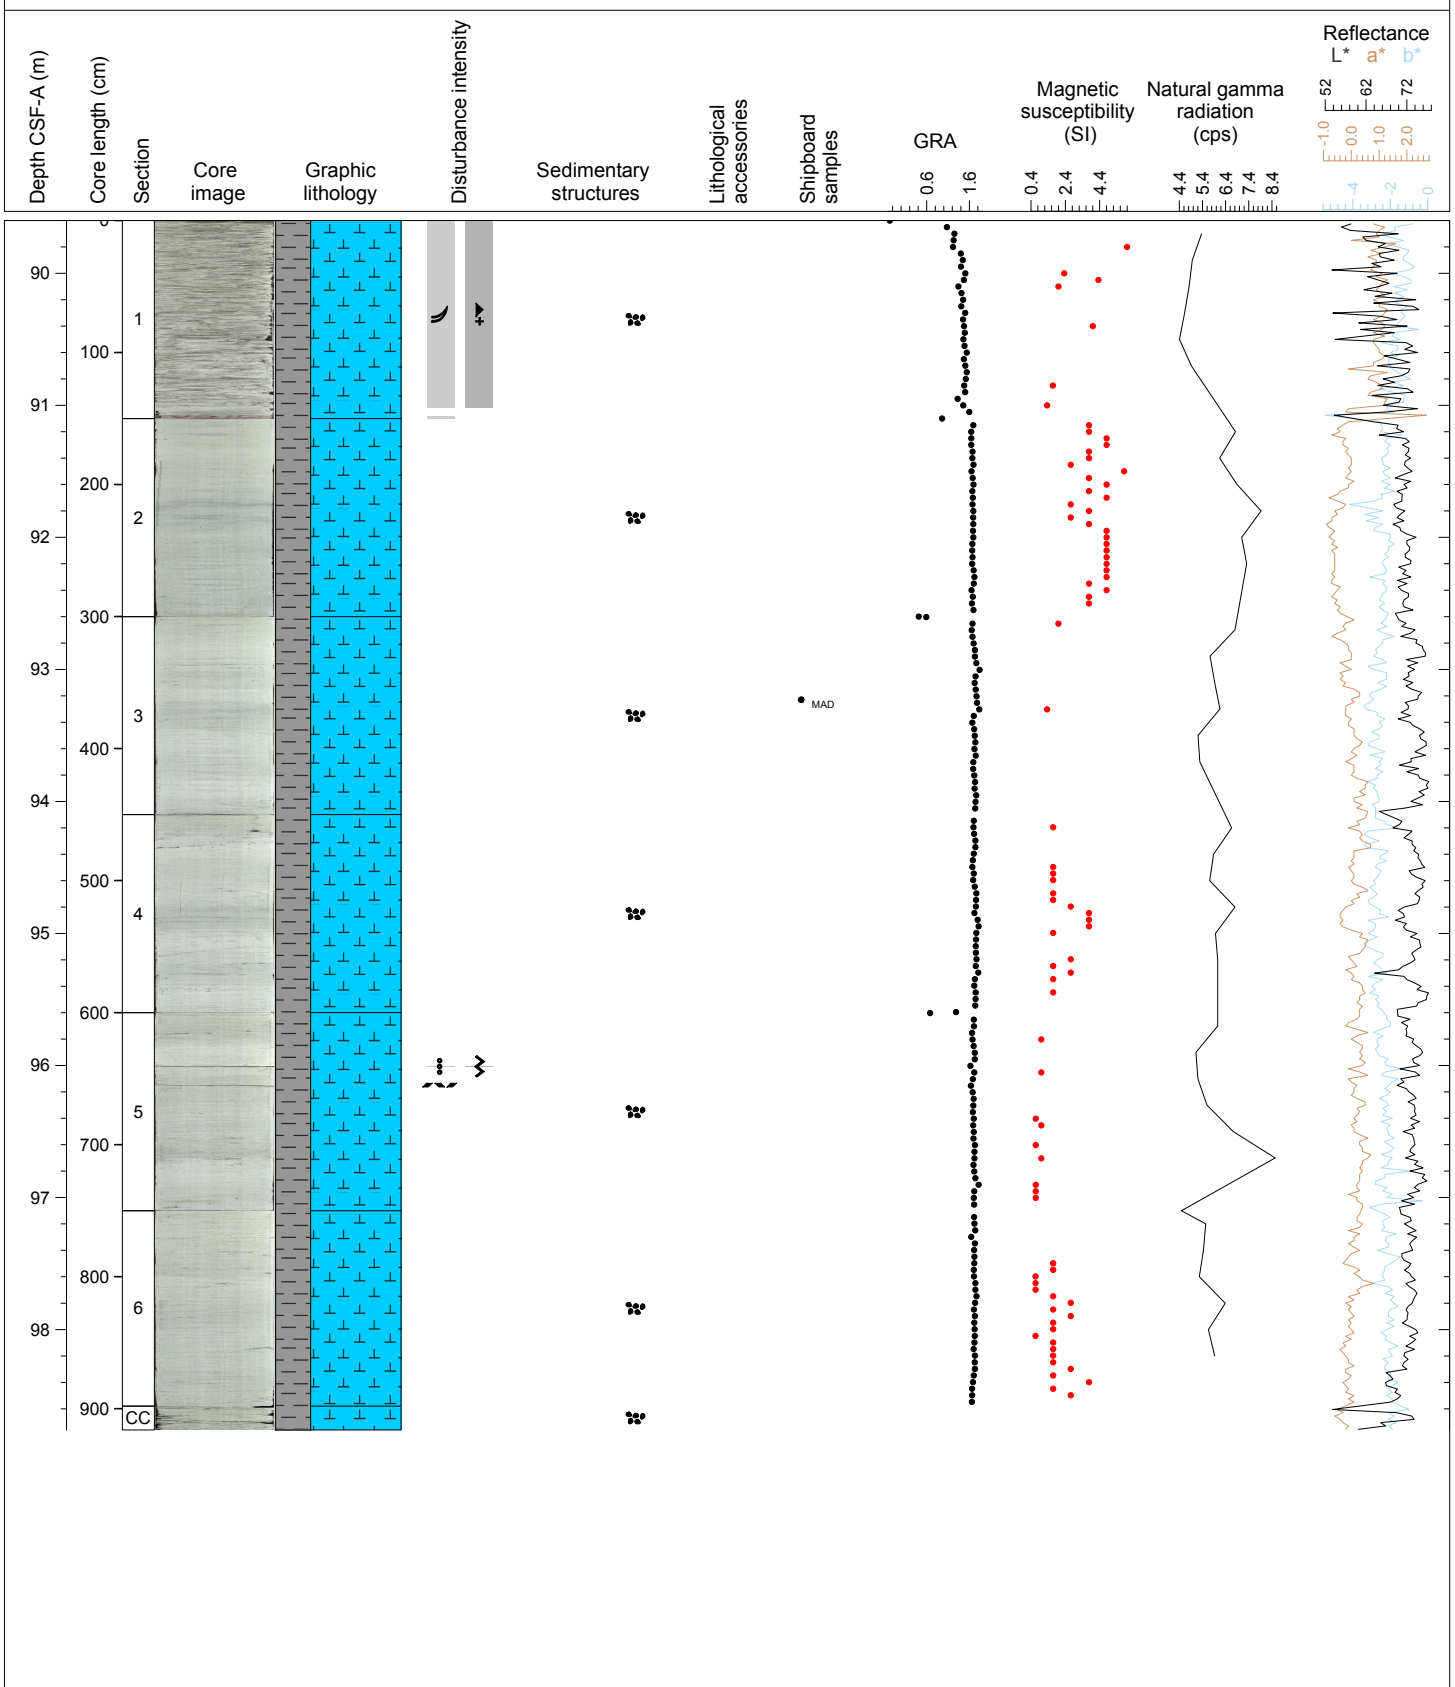 Depth CSF-A (m)
Core length (cm)
Section
Core
image
Graphic
lithology
Disturbance intensity
Sedimentary
structures
Lithological
accessories
Shipboard
samples
GRA
0.6 1.6
Magnetic
susceptibility
(SI)
0.4 2.4 4.4
Natural gamma
radiation
(cps)
4.4 5.4 6.4 7.4 8.4
Reflectance
L* a* b*
52 62 72
-1.0 0.0 1.0 2.0
-4 -2 0
0
90
1
100
91
200
2
92
300
93
MAD
3
400
94
500
4
95
600
96
5
700
97
800
6
98
900
CC